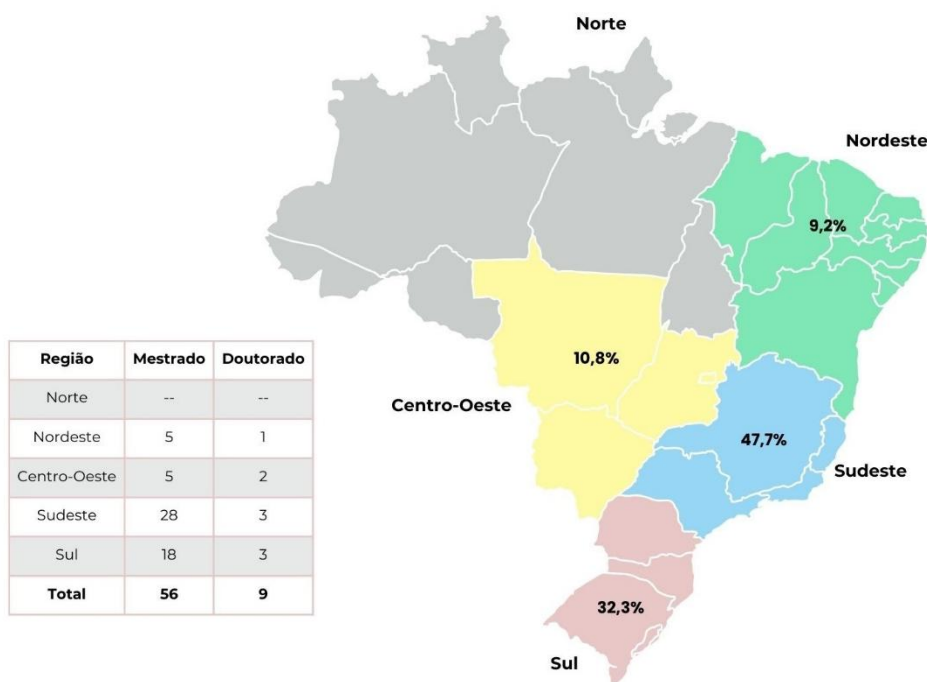 Norte
Nordeste
9,2%
10,8%
Centro-Oeste
47,7%
Sudeste
32,3%
Sul
Região Mestrado Doutorado
Norte -- --
Nordeste 5 1
Centro-Oeste 5 2
Sudeste 28 3
Sul 18 3
Total 56 9